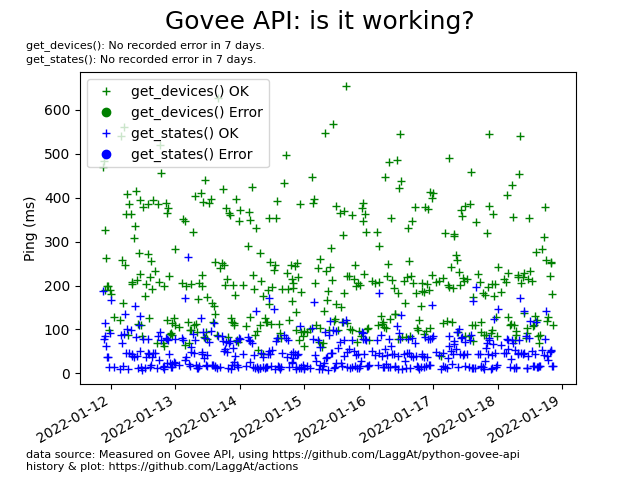 Govee API: is it working?
get_devices(): No recorded error in 7 days.
get_states(): No recorded error in 7 days.
get_devices() OK
get_devices() Error
get_states() OK
get_states() Error
Ping (ms)
600
500
400
300
200
100
0
2022-01-12
2022-01-13
2022-01-14
2022-01-15
2022-01-16
2022-01-17
2022-01-18
2022-01-19
data source: Measured on Govee API, using https://github.com/LaggAt/python-govee-api
history & plot: https://github.com/LaggAt/actions